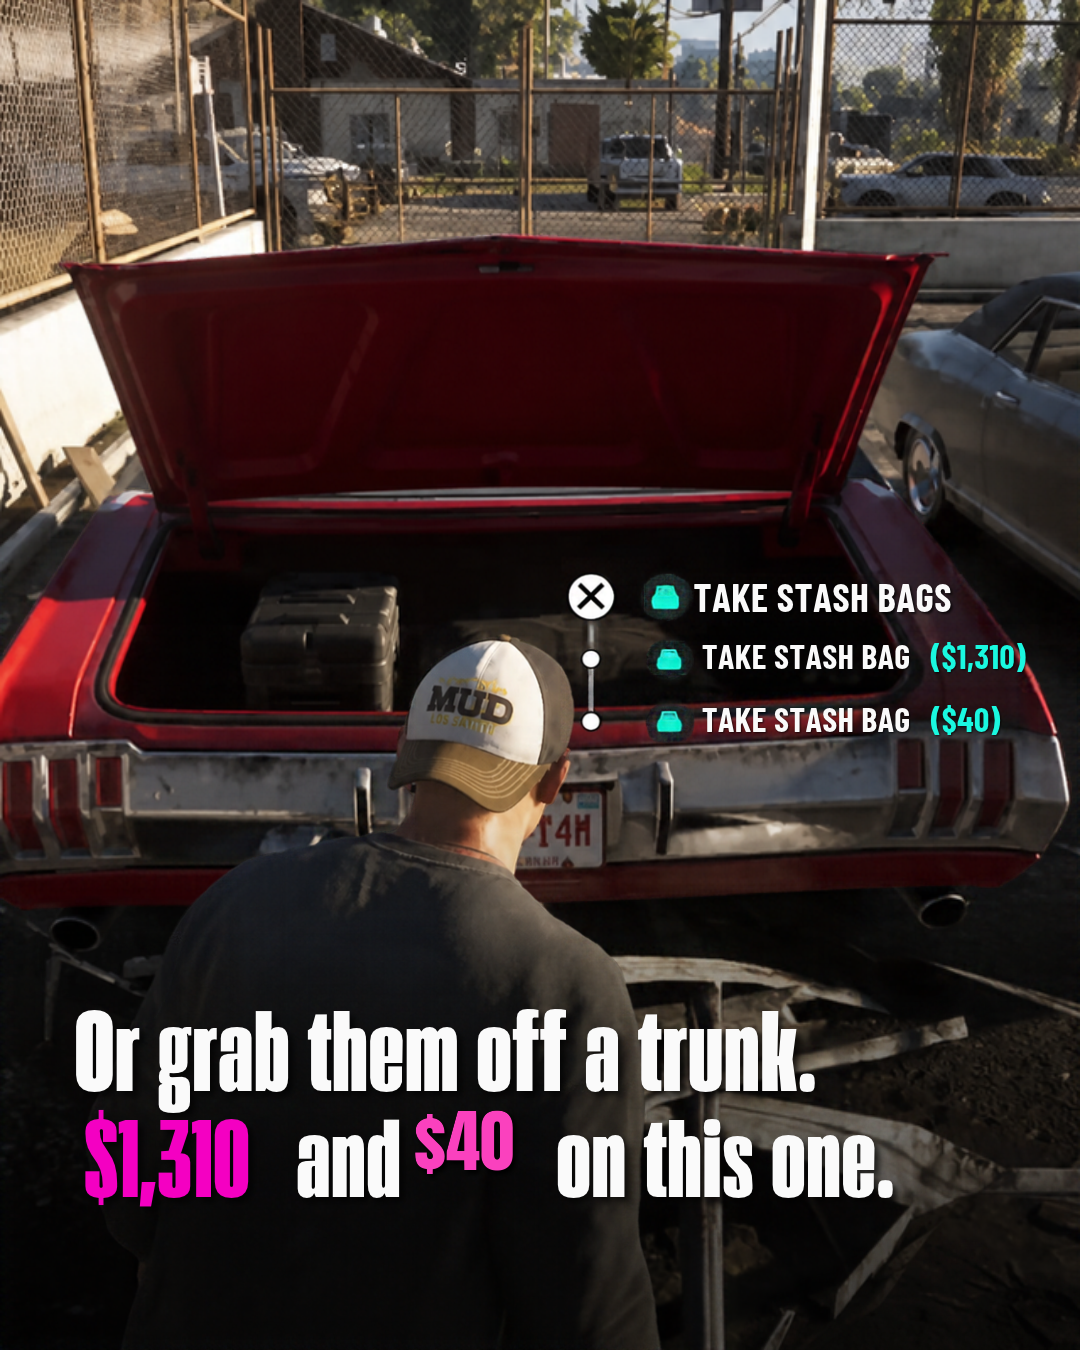 TAKE STASH BAGS
TAKE STASH BAG ($1,310)
TAKE STASH BAG ($40)
MUD
T4H
Or grab them off a trunk.
$1,310 and $40 on this one.